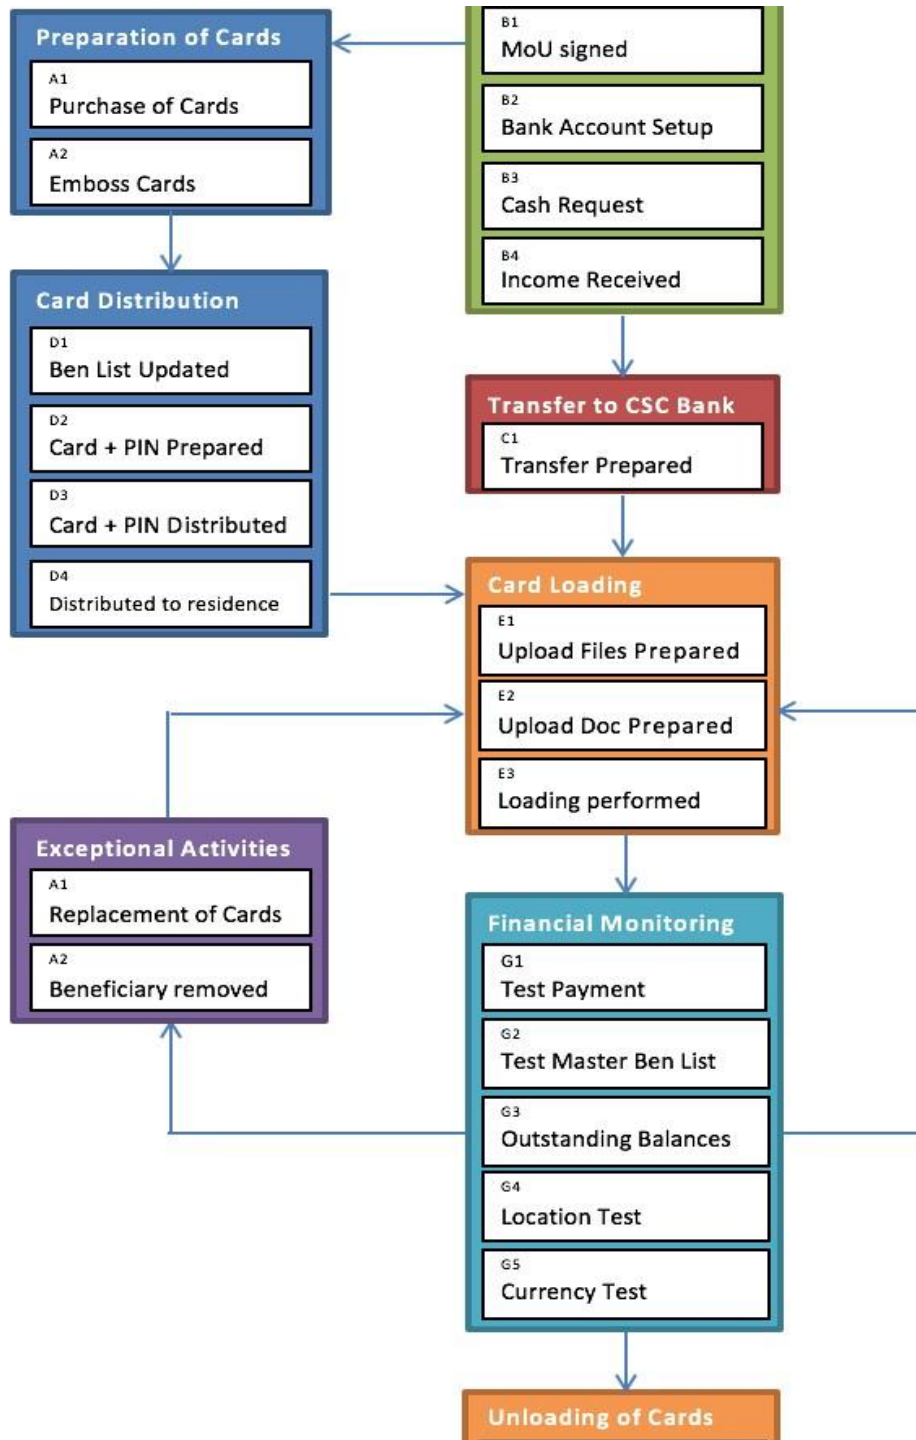 Preparation of Cards
A1
Purchase of Cards
A2
Emboss Cards
B1
MoU signed
B2
Bank Account Setup
B3
Cash Request
B4
Income Received
Card Distribution
D1
Ben List Updated
D2
Card + PIN Prepared
D3
Card + PIN Distributed
D4
Distributed to residence
Transfer to CSC Bank
C1
Transfer Prepared
Card Loading
E1
Upload Files Prepared
E2
Upload Doc Prepared
E3
Loading performed
Exceptional Activities
A1
Replacement of Cards
A2
Beneficiary removed
Financial Monitoring
G1
Test Payment
G2
Test Master Ben List
G3
Outstanding Balances
G4
Location Test
G5
Currency Test
Unloading of Cards